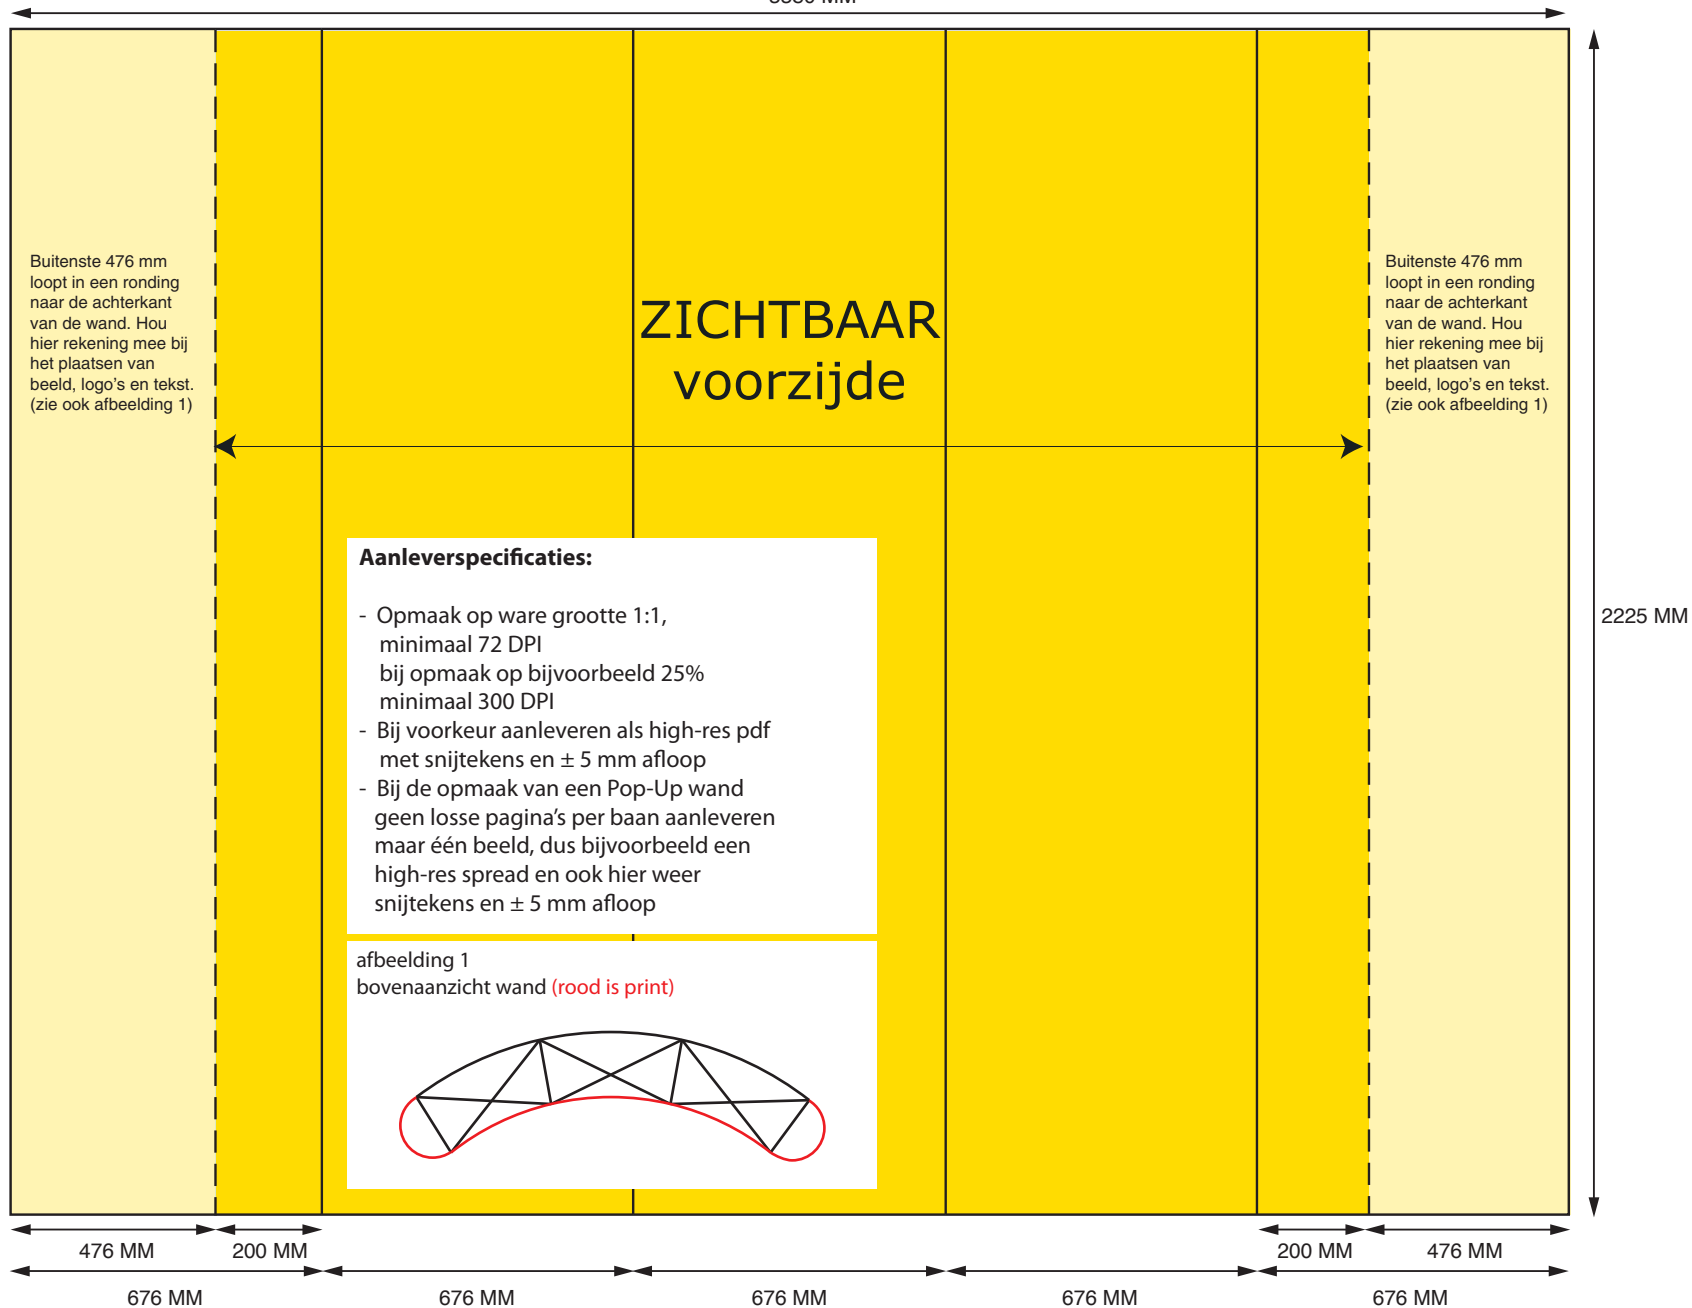 3380 MM
Buitenste 476 mm
loopt in een ronding
naar de achterkant
van de wand. Hou
hier rekening mee bij
het plaatsen van
beeld, logo’s en tekst.
(zie ook afbeelding 1)
ZICHTBAAR
voorzijde
Buitenste 476 mm
loopt in een ronding
naar de achterkant
van de wand. Hou
hier rekening mee bij
het plaatsen van
beeld, logo’s en tekst.
(zie ook afbeelding 1)
Aanleverspecificaties:
- Opmaak op ware grootte 1:1,
minimaal 72 DPI
bij opmaak op bijvoorbeeld 25%
minimaal 300 DPI
- Bij voorkeur aanleveren als high-res pdf
met snijtekens en ± 5 mm afloop
- Bij de opmaak van een Pop-Up wand
geen losse pagina’s per baan aanleveren
maar één beeld, dus bijvoorbeeld een
high-res spread en ook hier weer
snijtekens en ± 5 mm afloop
2225 MM
afbeelding 1
bovenaanzicht wand (rood is print)
476 MM 200 MM 200 MM 476 MM
676 MM 676 MM 676 MM 676 MM 676 MM